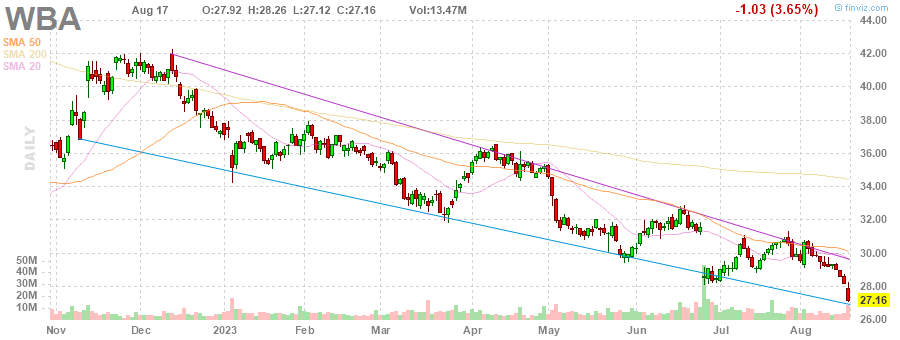 WBA
Aug 17 O:27.92 H:28.26 L:27.12 C:27.16 Vol:13.47M -1.03 (3.65%)
© finviz.com
SMA 50
SMA 200
SMA 20
DAILY
44.00
42.00
40.00
38.00
36.00
34.00
32.00
30.00
28.00
27.16
26.00
50M
40M
30M
20M
10M
Nov Dec 2023 Feb Mar Apr May Jun Jul Aug